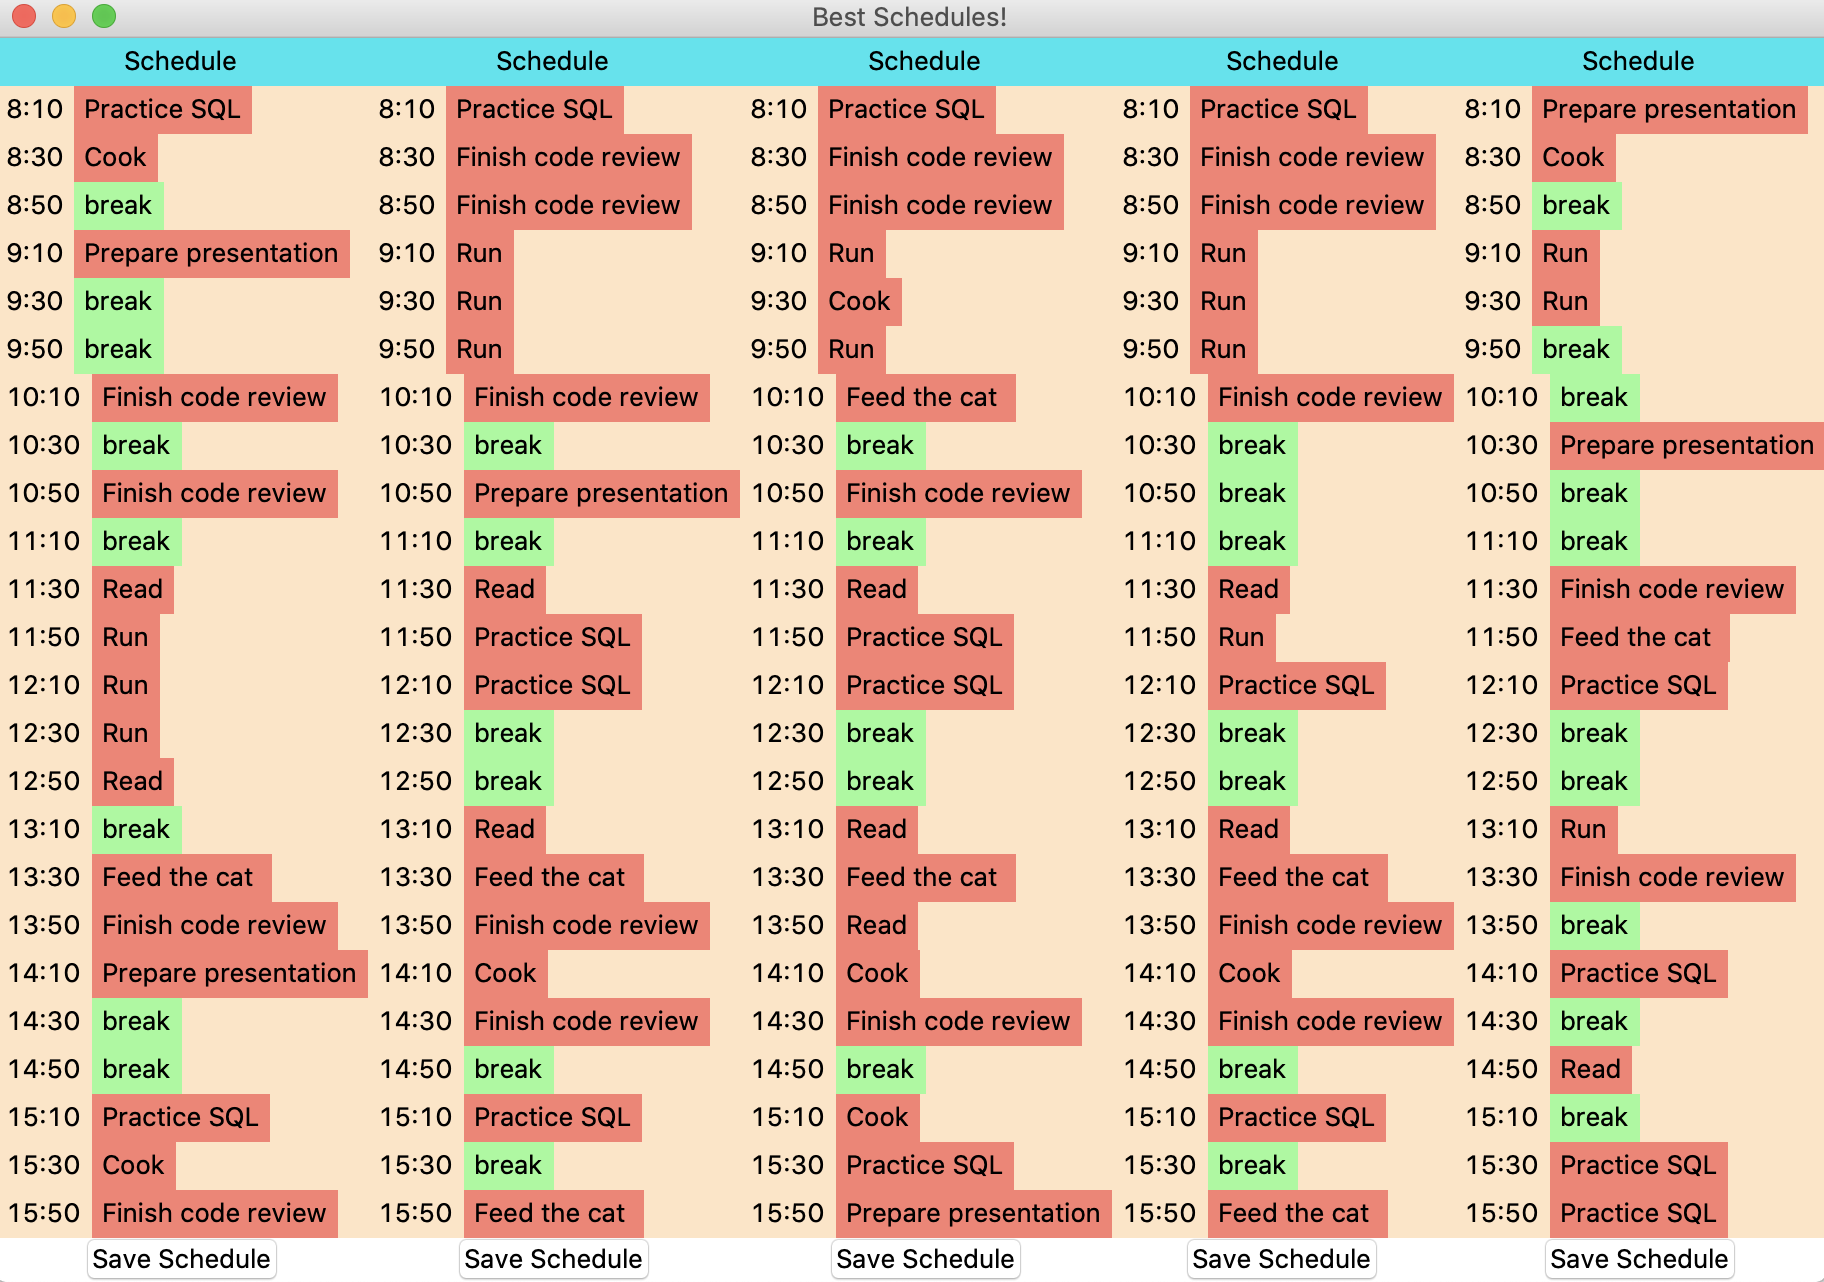 Best Schedules!
Schedule Schedule Schedule Schedule Schedule
8:10 Practice SQL 8:10 Practice SQL 8:10 Practice SQL 8:10 Practice SQL 8:10 Prepare presentation
8:30 Cook 8:30 Finish code review 8:30 Finish code review 8:30 Finish code review 8:30 Cook
8:50 break 8:50 Finish code review 8:50 Finish code review 8:50 Finish code review 8:50 break
9:10 Prepare presentation 9:10 Run 9:10 Run 9:10 Run 9:10 Run
9:30 break 9:30 Run 9:30 Cook 9:30 Run 9:30 Run
9:50 break 9:50 Run 9:50 Run 9:50 Run 9:50 break
10:10 Finish code review 10:10 Finish code review 10:10 Feed the cat 10:10 Finish code review 10:10 break
10:30 break 10:30 break 10:30 break 10:30 break 10:30 Prepare presentation
10:50 Finish code review 10:50 Prepare presentation 10:50 Finish code review 10:50 break 10:50 break
11:10 break 11:10 break 11:10 break 11:10 break 11:10 break
11:30 Read 11:30 Read 11:30 Read 11:30 Read 11:30 Finish code review
11:50 Run 11:50 Practice SQL 11:50 Practice SQL 11:50 Run 11:50 Feed the cat
12:10 Run 12:10 Practice SQL 12:10 Practice SQL 12:10 Practice SQL 12:10 Practice SQL
12:30 Run 12:30 break 12:30 break 12:30 break 12:30 break
12:50 Read 12:50 break 12:50 break 12:50 break 12:50 break
13:10 break 13:10 Read 13:10 Read 13:10 Read 13:10 Run
13:30 Feed the cat 13:30 Feed the cat 13:30 Feed the cat 13:30 Feed the cat 13:30 Finish code review
13:50 Finish code review 13:50 Finish code review 13:50 Read 13:50 Finish code review 13:50 break
14:10 Prepare presentation 14:10 Cook 14:10 Cook 14:10 Cook 14:10 Practice SQL
14:30 break 14:30 Finish code review 14:30 Finish code review 14:30 Finish code review 14:30 break
14:50 break 14:50 break 14:50 break 14:50 break 14:50 Read
15:10 Practice SQL 15:10 Practice SQL 15:10 Cook 15:10 Practice SQL 15:10 break
15:30 Cook 15:30 break 15:30 Practice SQL 15:30 break 15:30 Practice SQL
15:50 Finish code review 15:50 Feed the cat 15:50 Prepare presentation 15:50 Feed the cat 15:50 Practice SQL
Save Schedule Save Schedule Save Schedule Save Schedule Save Schedule